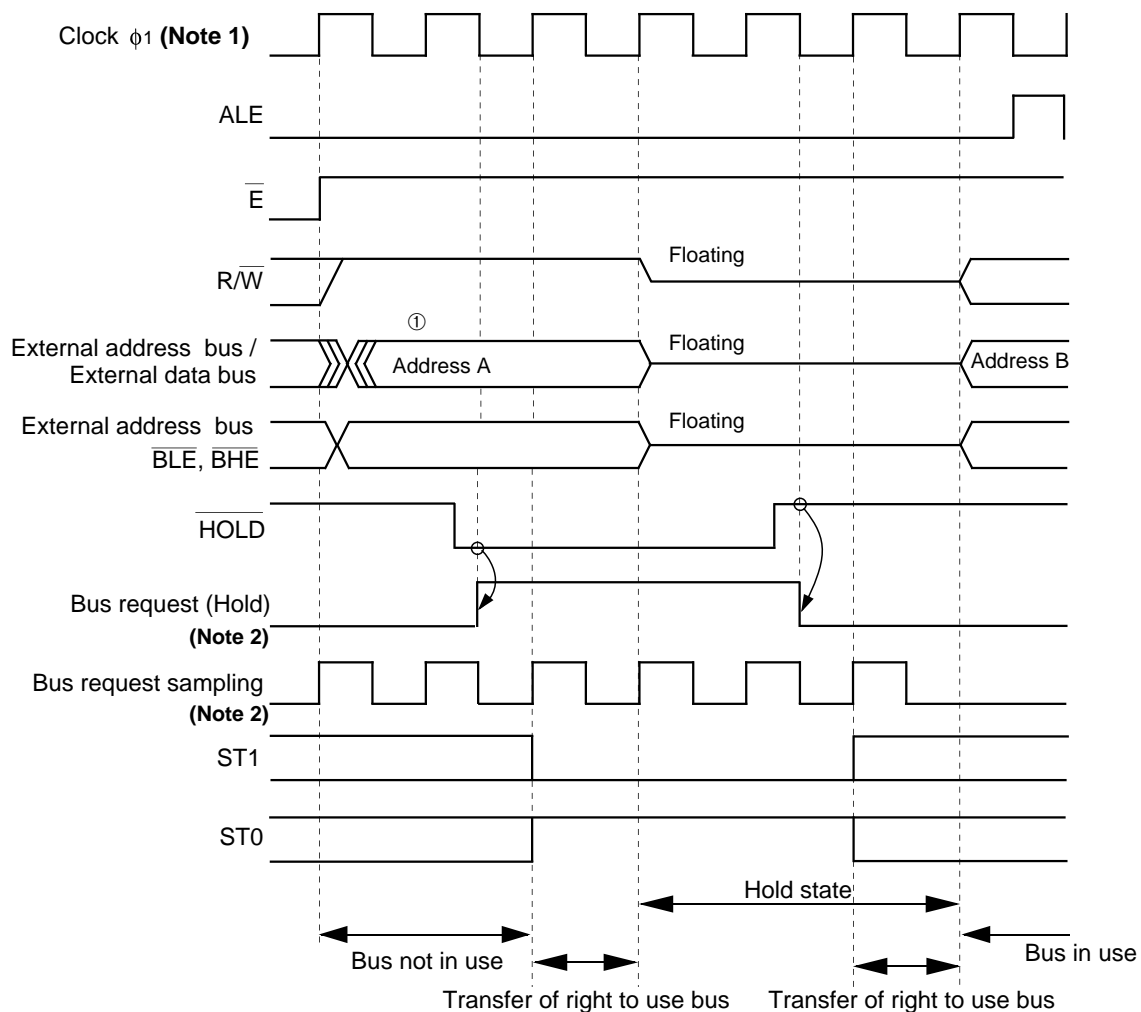 Clock φ1 (Note 1)
ALE
E
R/W
Floating
①
External address bus /
External data bus
Address A
Floating
Address B
External address bus
BLE, BHE
Floating
HOLD
Bus request (Hold)
(Note 2)
Bus request sampling
(Note 2)
ST1
ST0
Hold state
Bus not in use
Bus in use
Transfer of right to use bus
Transfer of right to use bus